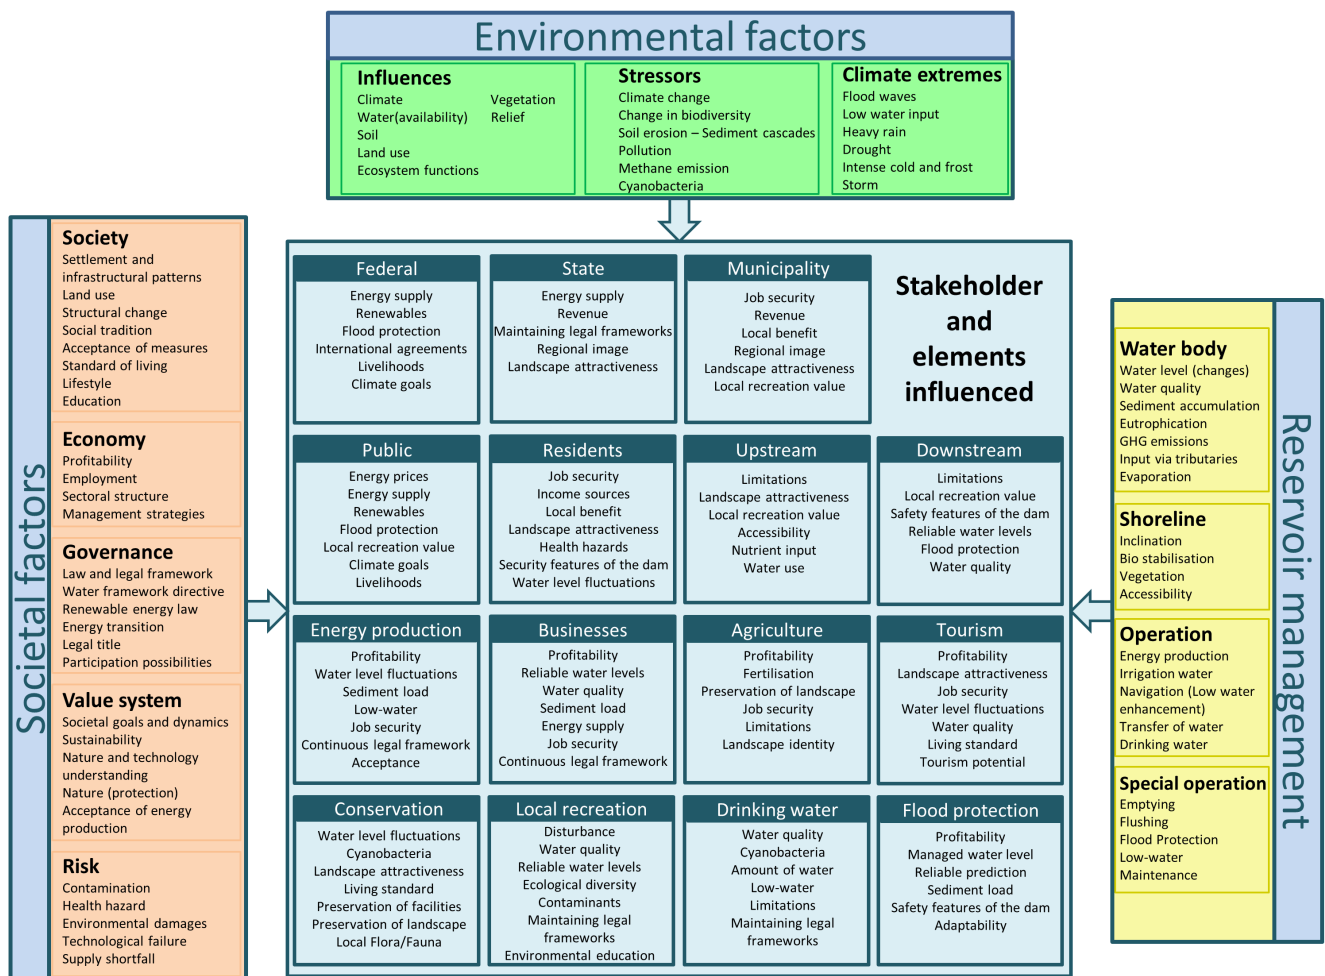 Environmental factors
Influences
Climate
Water(availability)
Soil
Land use
Ecosystem functions
Vegetation
Relief
Stressors
Climate change
Change in biodiversity
Soil erosion – Sediment cascades
Pollution
Methane emission
Cyanobacteria
Climate extremes
Flood waves
Low water input
Heavy rain
Drought
Intense cold and frost
Storm
Societal factors
Society
Settlement and
infrastructural patterns
Land use
Structural change
Social tradition
Acceptance of measures
Standard of living
Lifestyle
Education
Economy
Profitability
Employment
Sectoral structure
Management strategies
Governance
Law and legal framework
Water framework directive
Renewable energy law
Energy transition
Legal title
Participation possibilities
Value system
Societal goals and dynamics
Sustainability
Nature and technology
understanding
Nature (protection)
Acceptance of energy
production
Risk
Contamination
Health hazard
Environmental damages
Technological failure
Supply shortfall
Federal
Energy supply
Renewables
Flood protection
International agreements
Livelihoods
Climate goals
State
Energy supply
Revenue
Maintaining legal frameworks
Regional image
Landscape attractiveness
Municipality
Job security
Revenue
Local benefit
Regional image
Landscape attractiveness
Local recreation value
Stakeholder
and
elements
influenced
Public
Energy prices
Energy supply
Renewables
Flood protection
Local recreation value
Climate goals
Livelihoods
Residents
Job security
Income sources
Local benefit
Landscape attractiveness
Health hazards
Security features of the dam
Water level fluctuations
Upstream
Limitations
Landscape attractiveness
Local recreation value
Accessibility
Nutrient input
Water use
Downstream
Limitations
Local recreation value
Safety features of the dam
Reliable water levels
Flood protection
Water quality
Energy production
Profitability
Water level fluctuations
Sediment load
Low-water
Job security
Continuous legal framework
Acceptance
Businesses
Profitability
Reliable water levels
Water quality
Sediment load
Energy supply
Job security
Continuous legal framework
Agriculture
Profitability
Fertilisation
Preservation of landscape
Job security
Limitations
Landscape identity
Tourism
Profitability
Landscape attractiveness
Job security
Water level fluctuations
Water quality
Living standard
Tourism potential
Conservation
Water level fluctuations
Cyanobacteria
Landscape attractiveness
Living standard
Preservation of facilities
Preservation of landscape
Local Flora/Fauna
Local recreation
Disturbance
Water quality
Reliable water levels
Ecological diversity
Contaminants
Maintaining legal
frameworks
Environmental education
Drinking water
Water quality
Cyanobacteria
Amount of water
Low-water
Limitations
Maintaining legal
frameworks
Flood protection
Profitability
Managed water level
Reliable prediction
Sediment load
Safety features of the dam
Adaptability
Water body
Water level (changes)
Water quality
Sediment accumulation
Eutrophication
GHG emissions
Input via tributaries
Evaporation
Shoreline
Inclination
Bio stabilisation
Vegetation
Accessibility
Operation
Energy production
Irrigation water
Navigation (Low water
enhancement)
Transfer of water
Drinking water
Special operation
Emptying
Flushing
Flood Protection
Low-water
Maintenance
Reservoir management